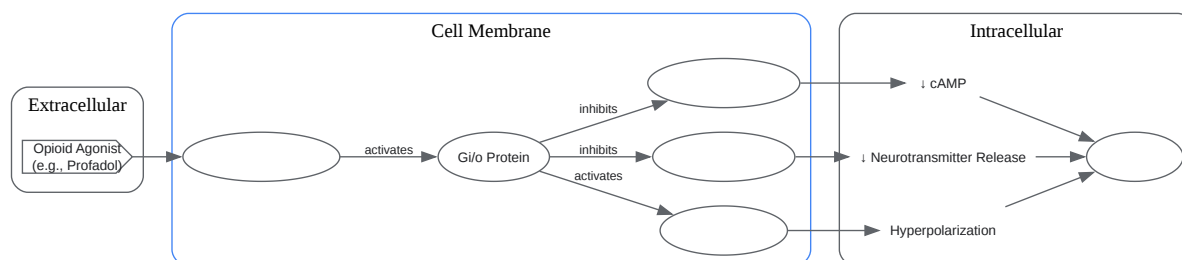 Cell Membrane
Intracellular
Extracellular
Opioid Agonist
(e.g., Profadol)
activates
Gi/o Protein
inhibits
inhibits
activates
↓ cAMP
↓ Neurotransmitter Release
Hyperpolarization